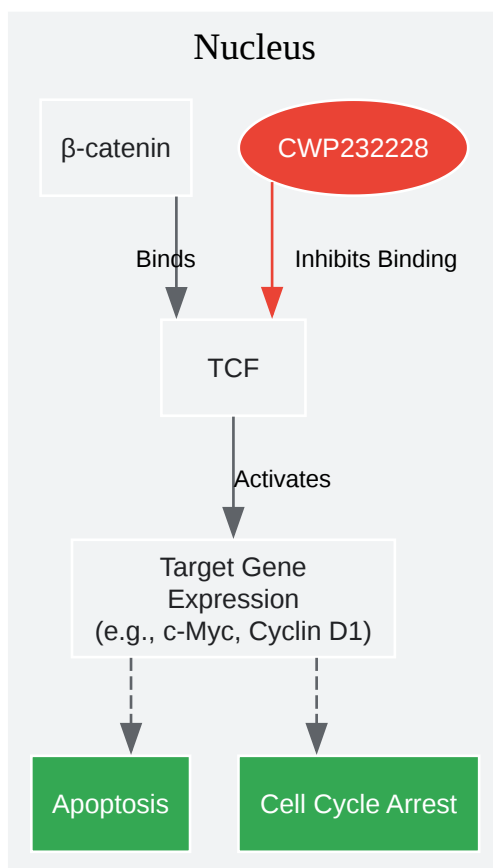 Nucleus
β-catenin
CWP232228
Binds
Inhibits Binding
TCF
Activates
Target Gene
Expression
(e.g., c-Myc, Cyclin D1)
Apoptosis
Cell Cycle Arrest